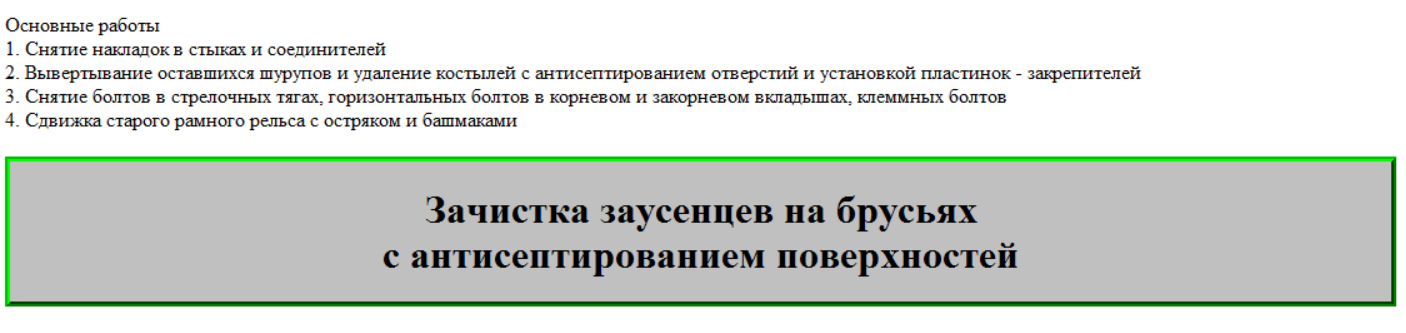 Основные работы
1. Снятие накладок в стыках и соединителей
2. Вывертывание оставшихся шурупов и удаление костылей с антисептированием отверстий и установкой пластинок - закрепителей
3. Снятие болтов в стрелочных тягах, горизонтальных болтов в корневом и закорневом вкладышах, клеммных болтов
4. Сдвижка старого рамного рельса с остряком и башмаками
Зачистка заусенцев на брусьях
с антисептированием поверхностей